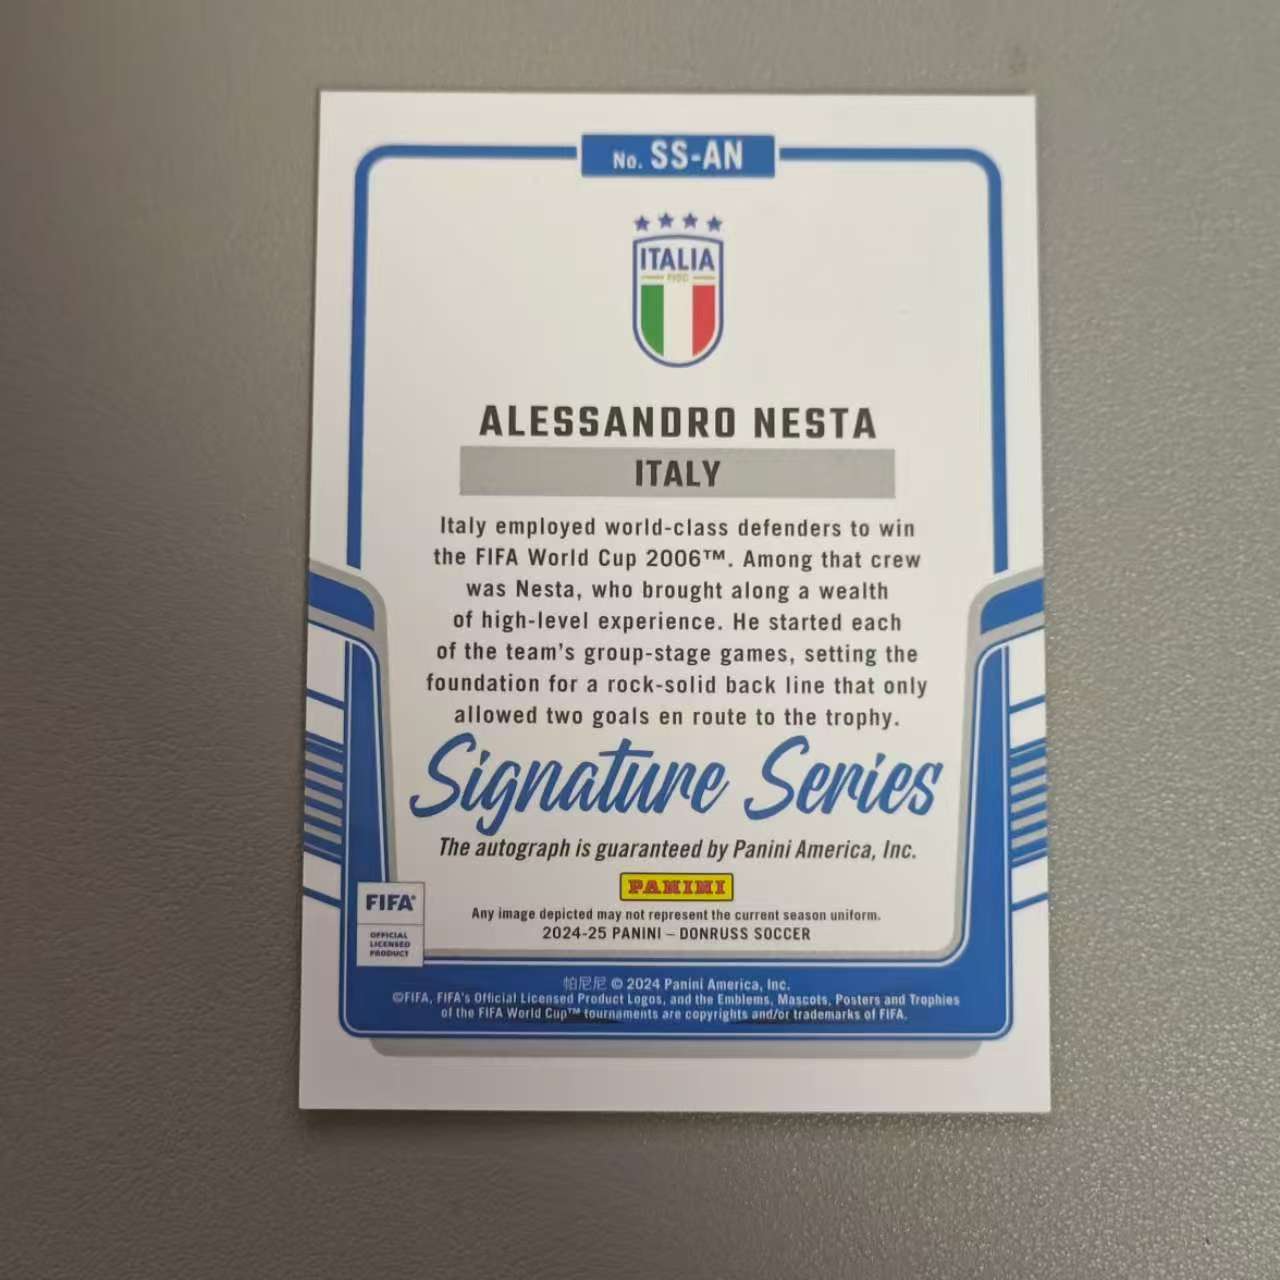 No. SS-AN
ITALIA
FIGC
ALESSANDRO NESTA
ITALY
Italy employed world-class defenders to win
the FIFA World Cup 2006™. Among that crew
was Nesta, who brought along a wealth
of high-level experience. He started each
of the team's group-stage games, setting the
foundation for a rock-solid back line that only
allowed two goals en route to the trophy.
Signature Series
The autograph is guaranteed by Panini America, Inc.
PANINI
Any image depicted may not represent the current season uniform.
2024-25 PANINI – DONRUSS SOCCER
FIFA®
OFFICIAL
LICENSED
PRODUCT
帕尼尼 © 2024 Panini America, Inc.
©FIFA, FIFA's Official Licensed Product Logos, and the Emblems, Mascots, Posters and Trophies
of the FIFA World Cup™ tournaments are copyrights and/or trademarks of FIFA.